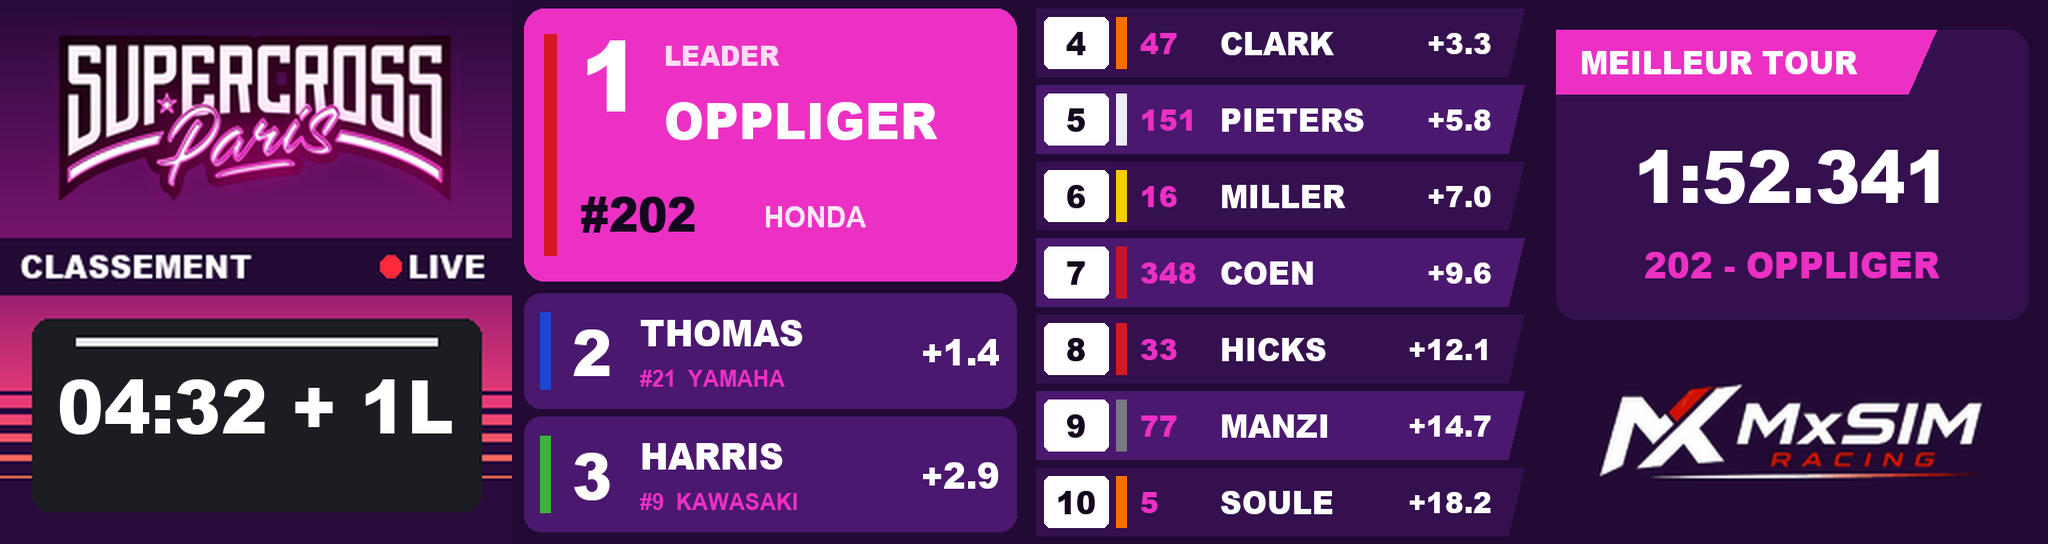 SUPERCROSS
Paris
CLASSEMENT LIVE
04:32 + 1L
1 LEADER
OPPLIGER
#202 HONDA
2 THOMAS +1.4
#21 YAMAHA
3 HARRIS +2.9
#9 KAWASAKI
4 47 CLARK +3.3
5 151 PIETERS +5.8
6 16 MILLER +7.0
7 348 COEN +9.6
8 33 HICKS +12.1
9 77 MANZI +14.7
10 5 SOULE +18.2
MEILLEUR TOUR
1:52.341
202 - OPPLIGER
MxSIM
RACING